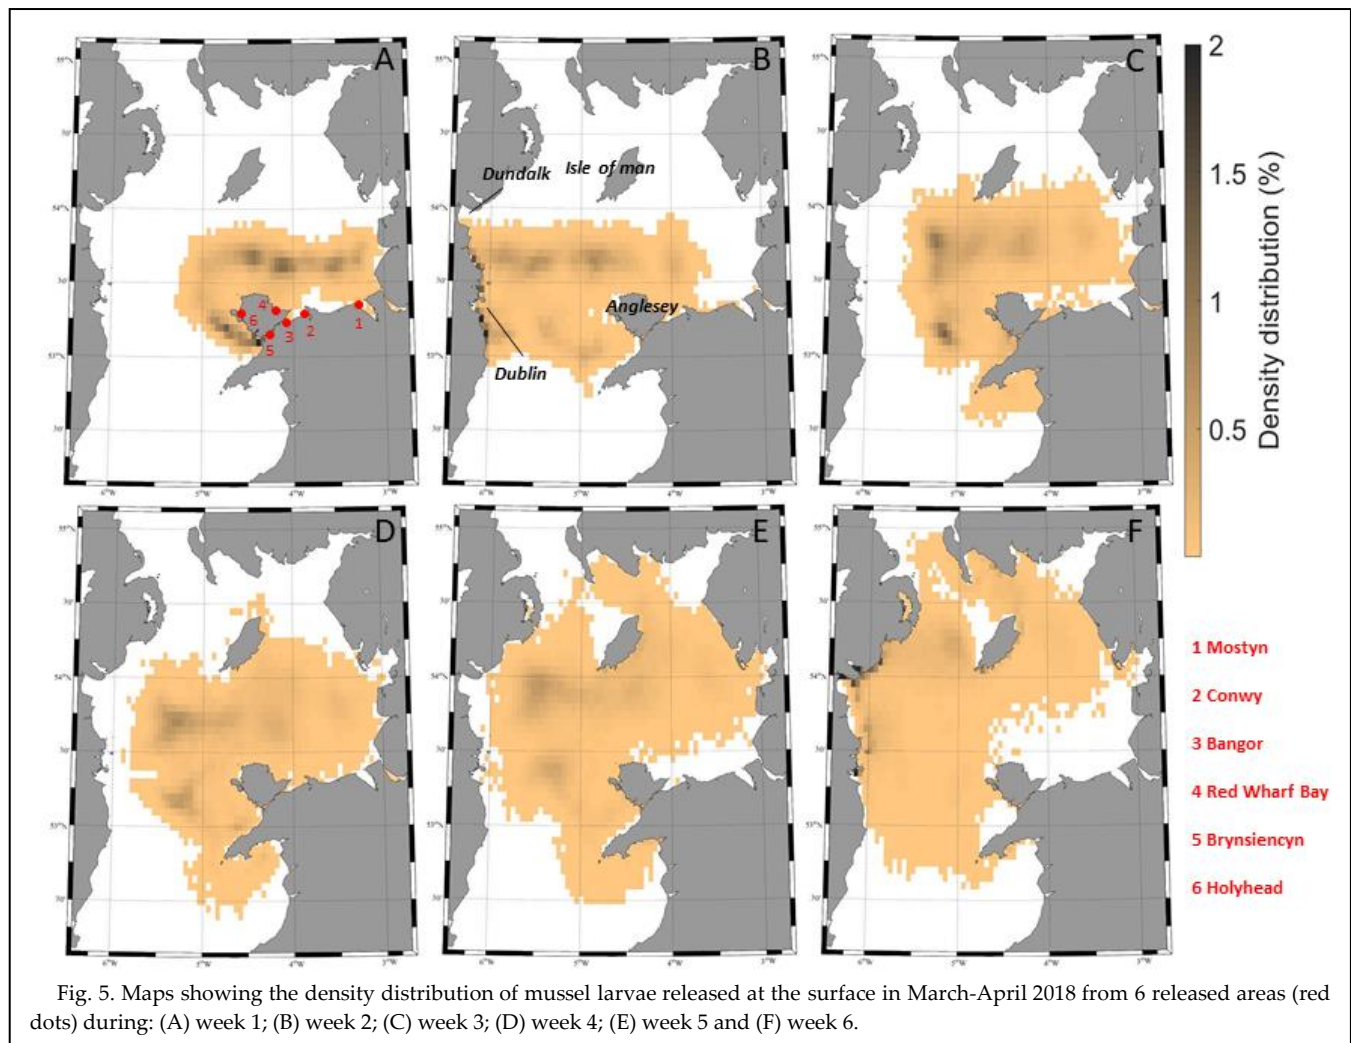 A
B
C
2
1.5
1
0.5
Density distribution (%)
Dundalk
Isle of man
Anglesey
Dublin
1
2
3
4
5
6
D
E
F
1 Mostyn
2 Conwy
3 Bangor
4 Red Wharf Bay
5 Brynsiencyn
6 Holyhead
Fig. 5. Maps showing the density distribution of mussel larvae released at the surface in March-April 2018 from 6 released areas (red
dots) during: (A) week 1; (B) week 2; (C) week 3; (D) week 4; (E) week 5 and (F) week 6.